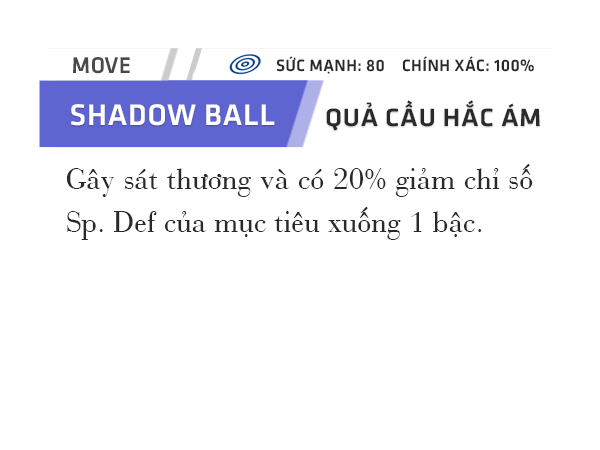 MOVE SỨC MẠNH: 80 CHÍNH XÁC: 100%
SHADOW BALL QUẢ CẦU HẮC ÁM
Gây sát thương và có 20% giảm chỉ số
Sp. Def của mục tiêu xuống 1 bậc.